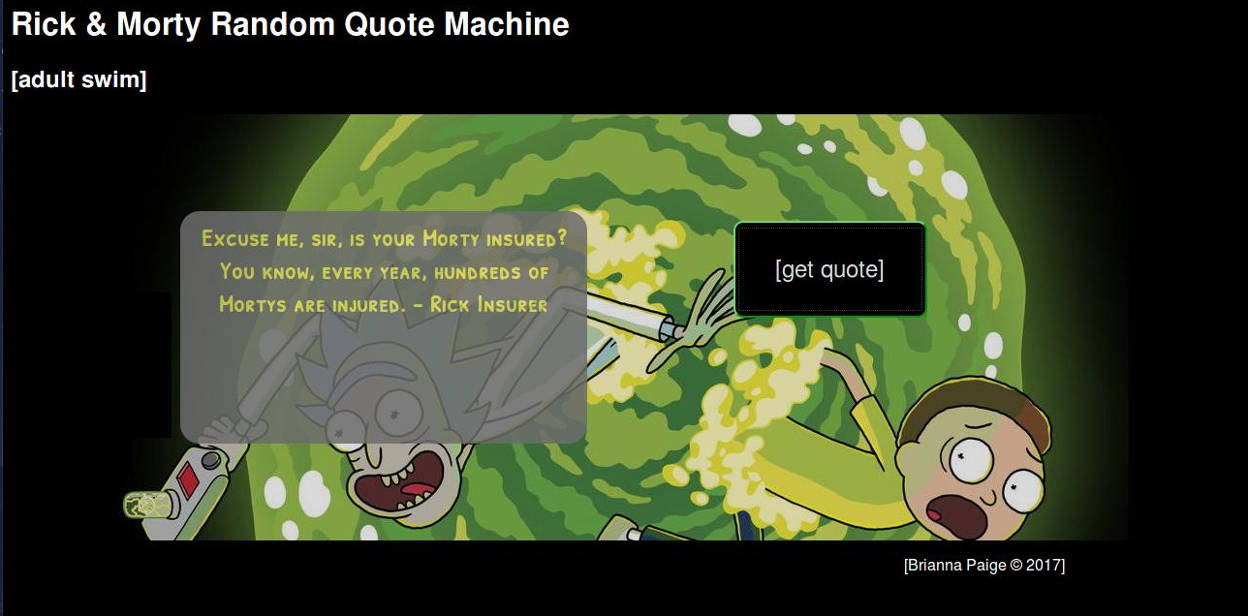 Rick & Morty Random Quote Machine
[adult swim]
Excuse me, sir, is your Morty insured?
You know, every year, hundreds of
Mortys are injured. - Rick Insurer
[get quote]
[Brianna Paige © 2017]